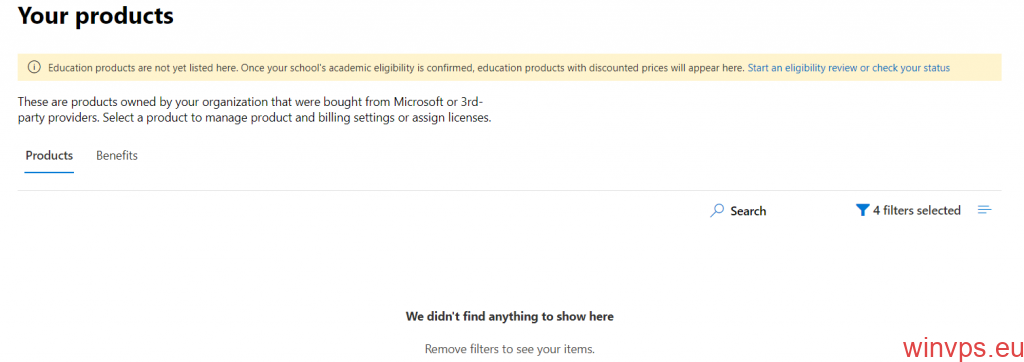 Your products
Education products are not yet listed here. Once your school's academic eligibility is confirmed, education products with discounted prices will appear here. Start an eligibility review or check your status
These are products owned by your organization that were bought from Microsoft or 3rd-
party providers. Select a product to manage product and billing settings or assign licenses.
Products Benefits
Search 4 filters selected
We didn't find anything to show here
Remove filters to see your items.
winvps.eu